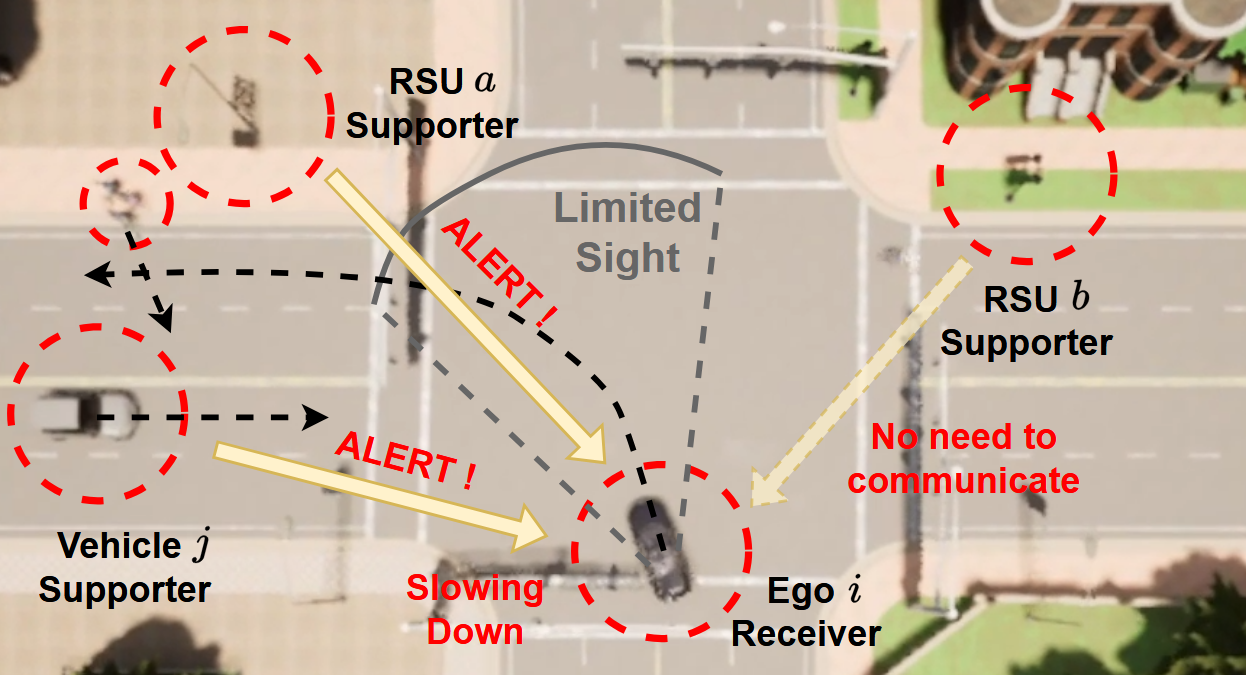 RSU a
Supporter
ALERT !
Limited
Sight
RSU b
Supporter
No need to
communicate
ALERT !
Vehicle j
Supporter
Slowing
Down
Ego i
Receiver